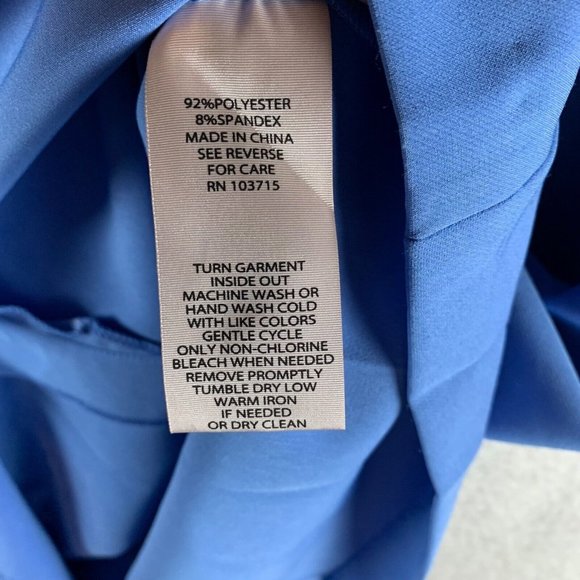 92%POLYESTER
8%SPANDEX
MADE IN CHINA
SEE REVERSE
FOR CARE
RN 103715
TURN GARMENT
INSIDE OUT
MACHINE WASH OR
HAND WASH COLD
WITH LIKE COLORS
GENTLE CYCLE
ONLY NON-CHLORINE
BLEACH WHEN NEEDED
REMOVE PROMPTLY
TUMBLE DRY LOW
WARM IRON
IF NEEDED
OR DRY CLEAN